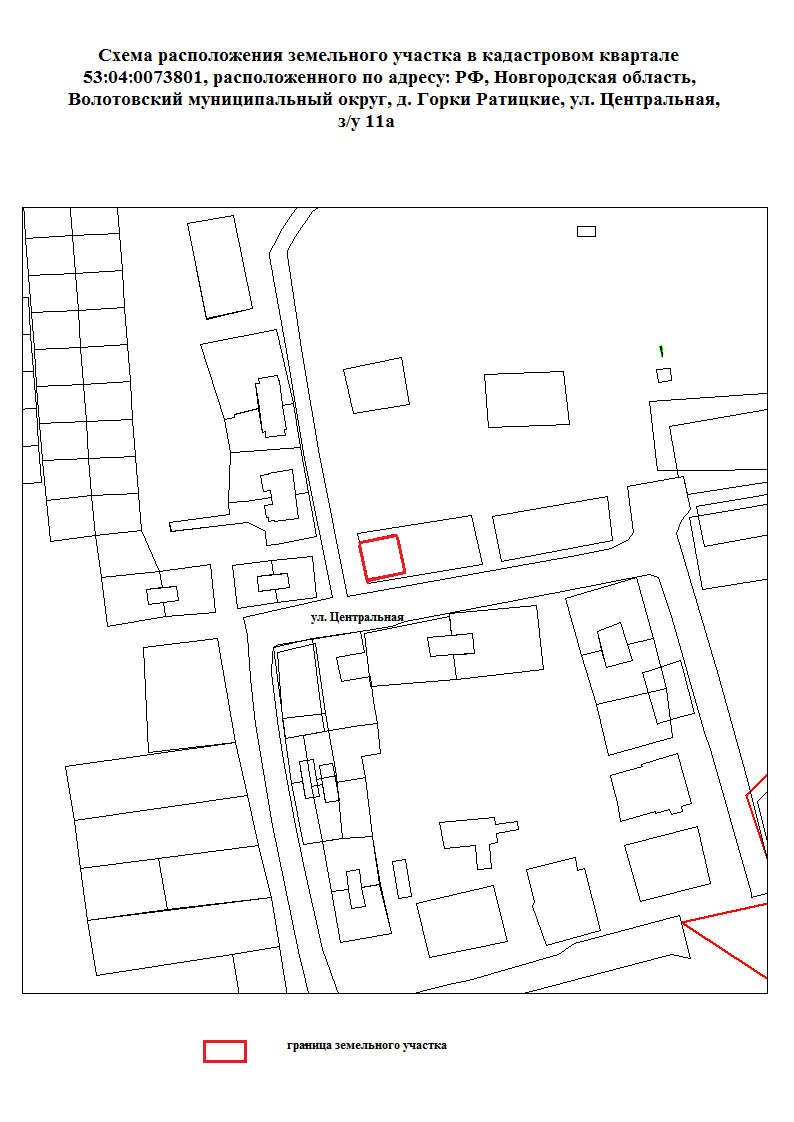 Схема расположения земельного участка в кадастровом квартале
53:04:0073801, расположенного по адресу: РФ, Новгородская область,
Волотовский муниципальный округ, д. Горки Ратицкие, ул. Центральная,
з/у 11а
ул. Центральная
граница земельного участка